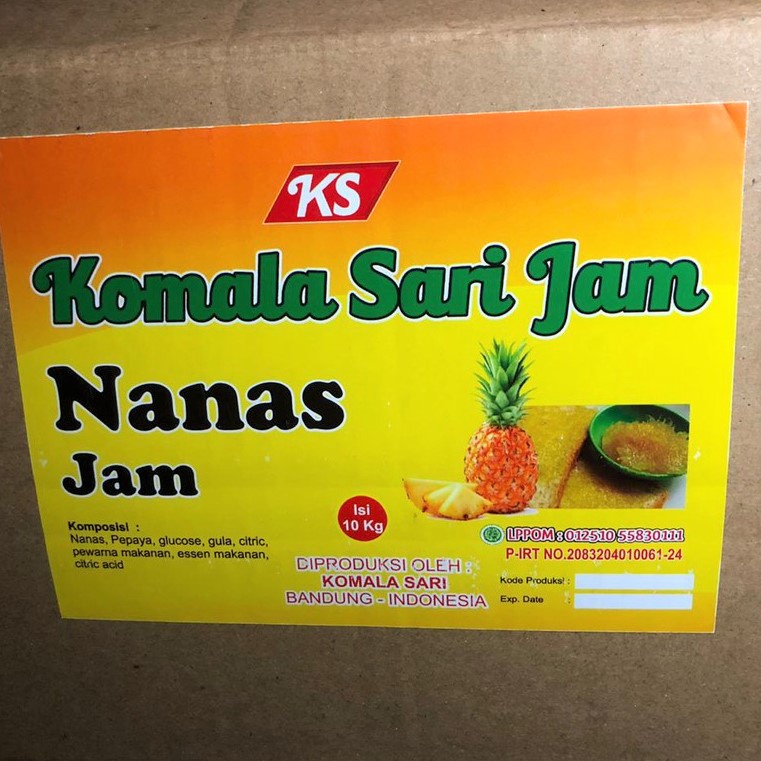 KS
Komala Sari Jam
Nanas
Jam
Komposisi :
Nanas, Pepaya, glucose, gula, citric,
pewarna makanan, essen makanan,
citric acid
Isi
10 Kg
DIPRODUKSI OLEH :
KOMALA SARI
BANDUNG - INDONESIA
LPPOM : 012510 55830111
P-IRT NO.2083204010061-24
Kode Produksi :
Exp. Date :